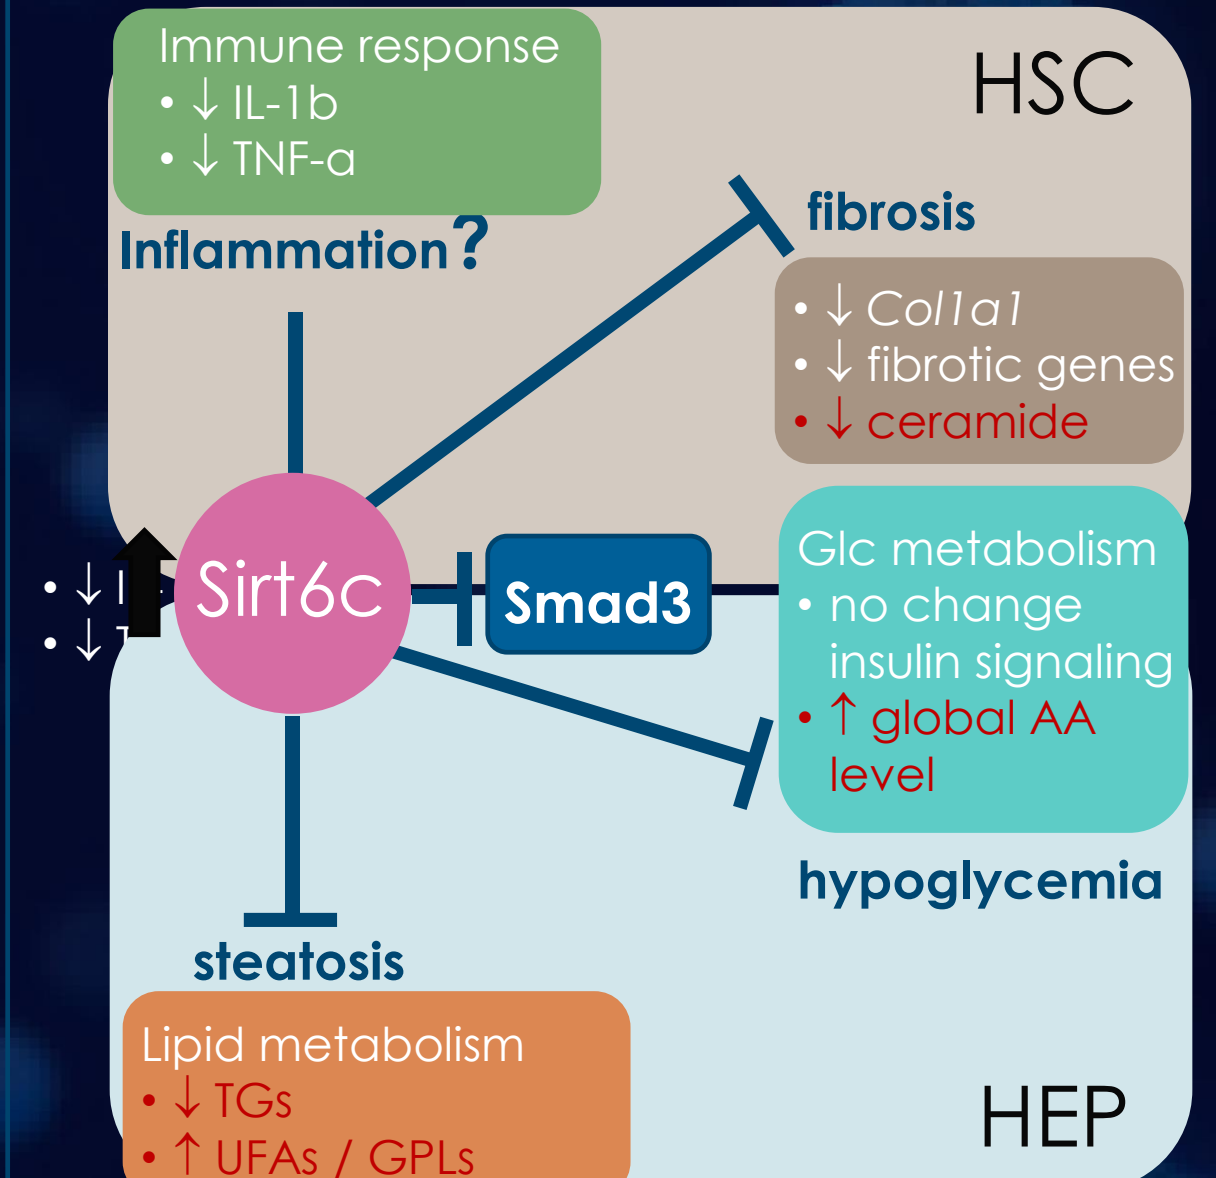 Immune response
• ↓ IL-1b
• ↓ TNF-α
HSC
Inflammation?
fibrosis
• ↓ Col1a1
• ↓ fibrotic genes
• ↓ ceramide
Sirt6c
Smad3
Glc metabolism
• no change
insulin signaling
• ↑ global AA
level
hypoglycemia
steatosis
Lipid metabolism
• ↓ TGs
• ↑ UFAs / GPLs
HEP